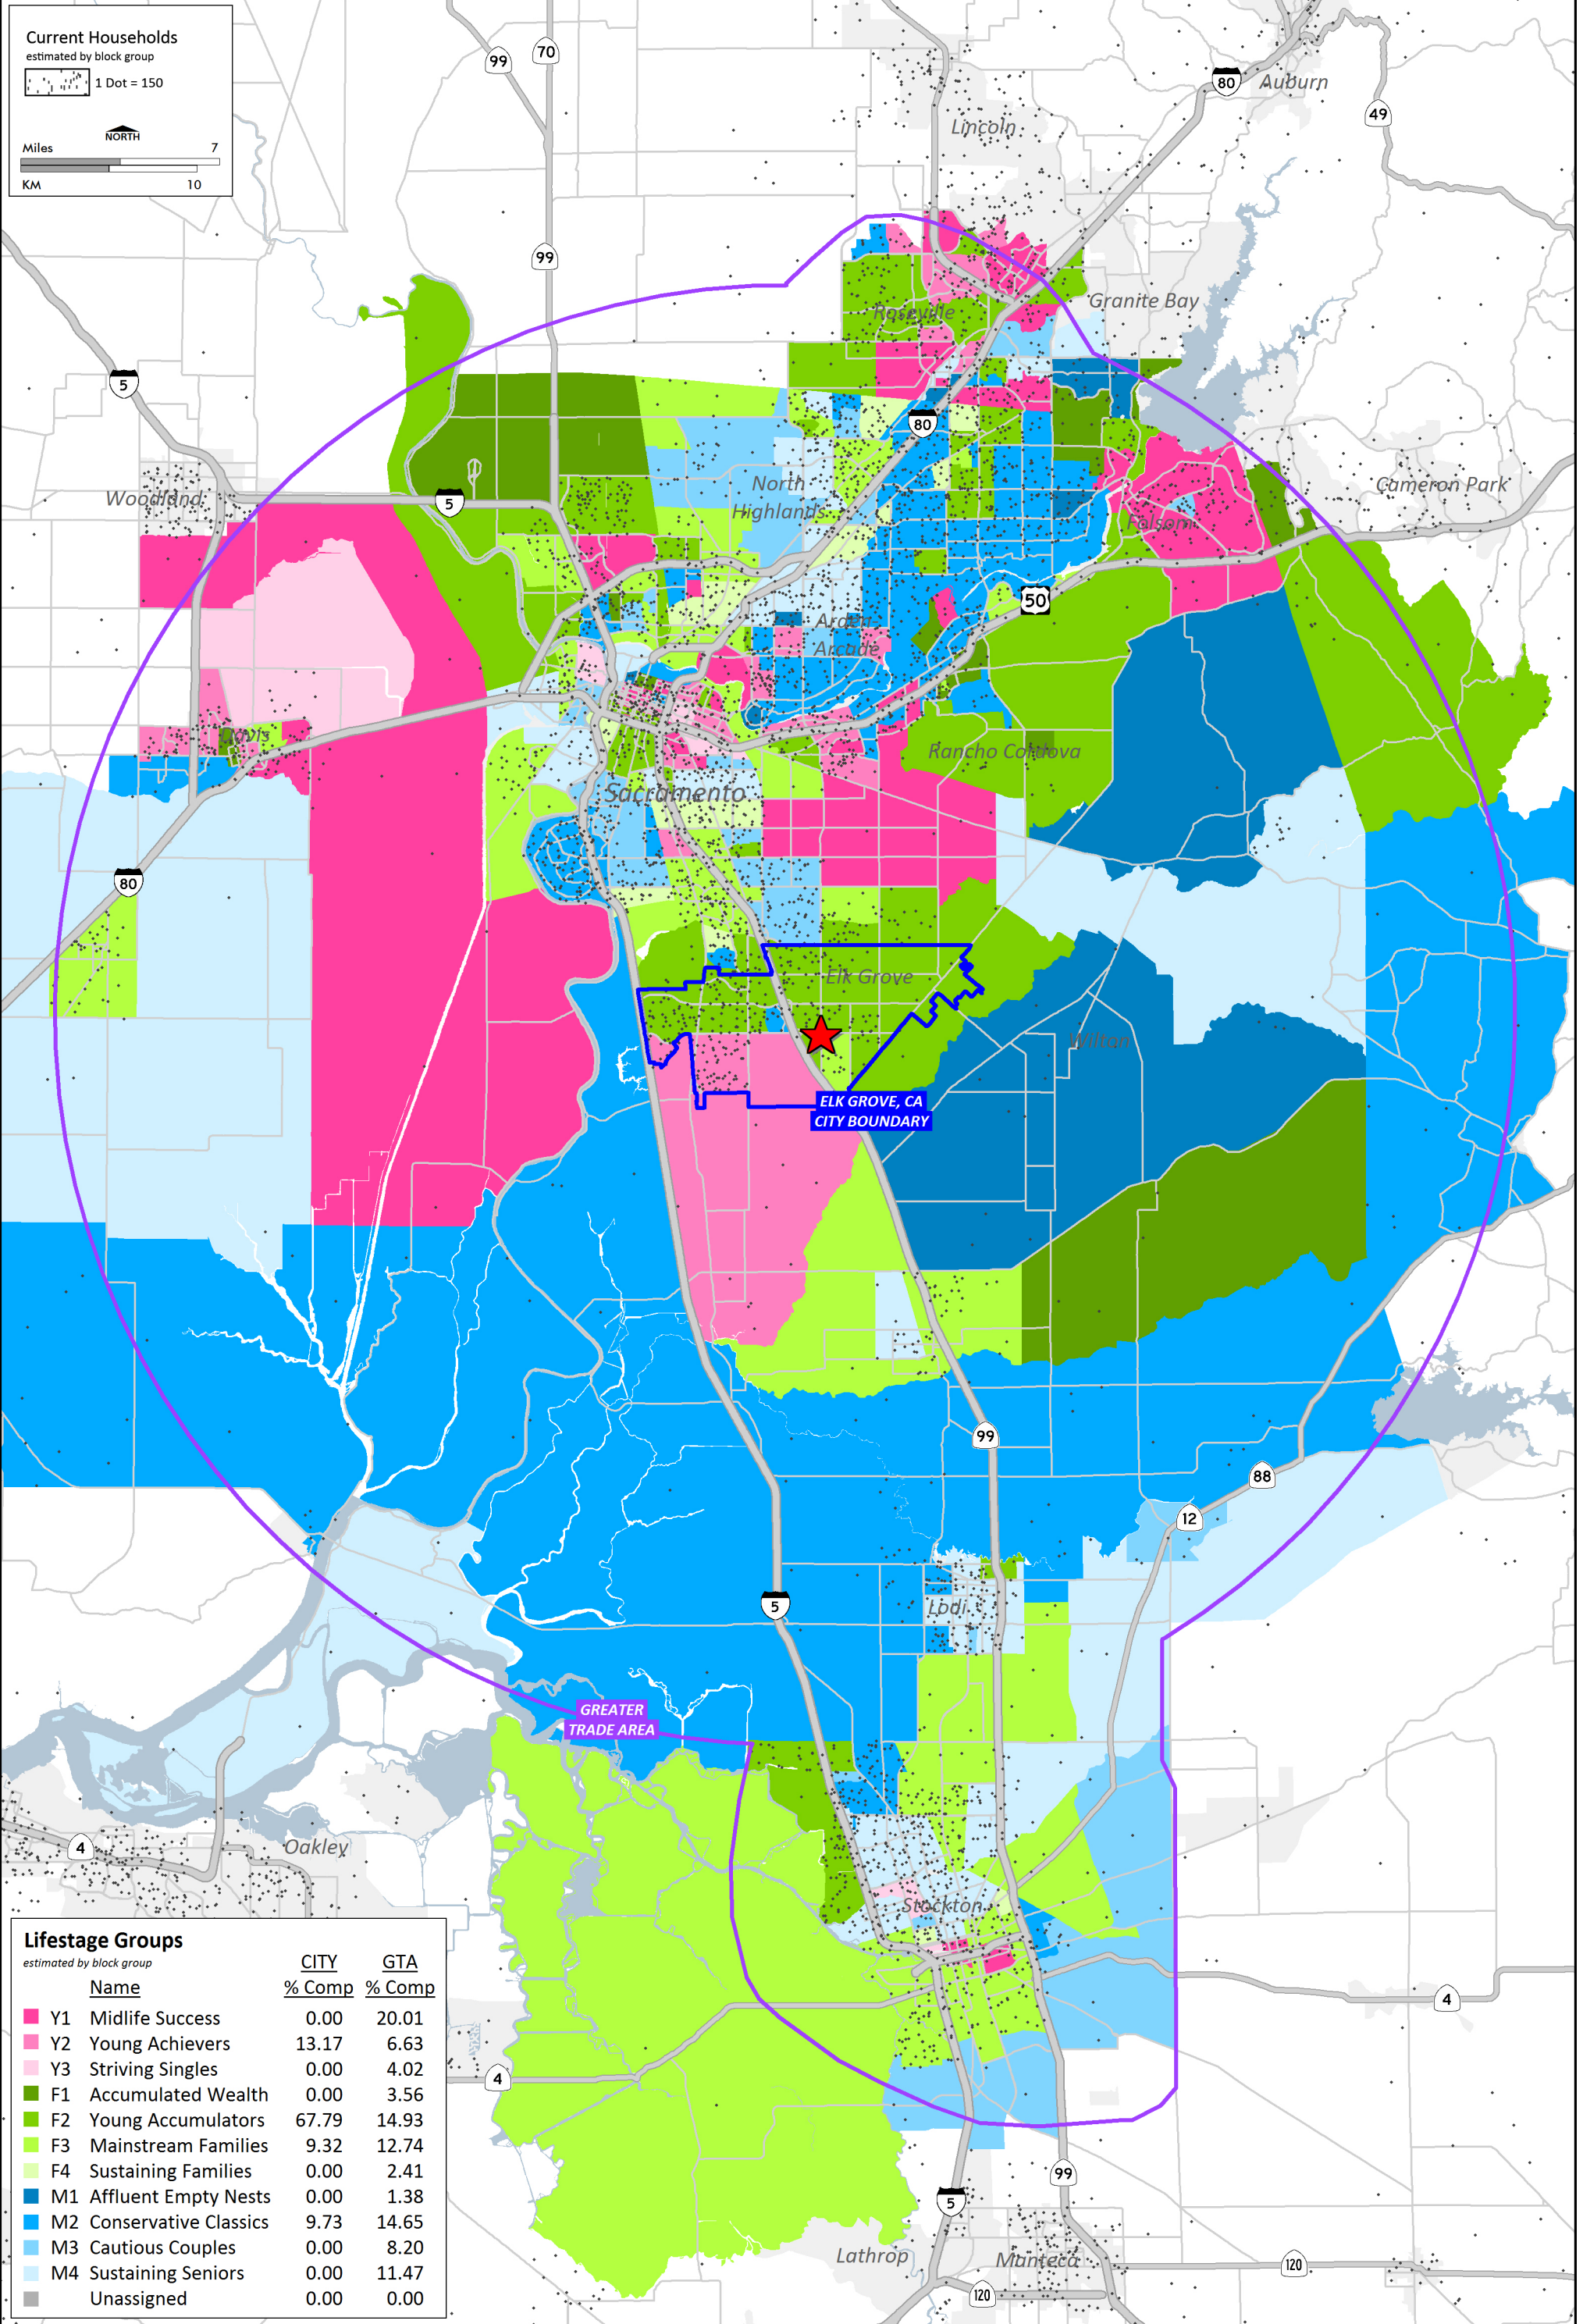 Current Households
estimated by block group
1 Dot = 150
NORTH
Miles 7
KM 10
99
70
80
Auburn
49
Lincoln
99
Granite Bay
Roseville
5
80
North
Highlands
Woodland
5
Cameron Park
Folsom
50
Arden
Arcade
Davis
Rancho Cordova
Sacramento
80
Elk Grove
Wilton
ELK GROVE, CA
CITY BOUNDARY
99
88
12
5
Lodi
GREATER
TRADE AREA
4
Oakley
Stockton
4
4
99
5
Lathrop
Manteca
120
120
Lifestage Groups
estimated by block group
CITY GTA
Name % Comp % Comp
Y1 Midlife Success 0.00 20.01
Y2 Young Achievers 13.17 6.63
Y3 Striving Singles 0.00 4.02
F1 Accumulated Wealth 0.00 3.56
F2 Young Accumulators 67.79 14.93
F3 Mainstream Families 9.32 12.74
F4 Sustaining Families 0.00 2.41
M1 Affluent Empty Nests 0.00 1.38
M2 Conservative Classics 9.73 14.65
M3 Cautious Couples 0.00 8.20
M4 Sustaining Seniors 0.00 11.47
Unassigned 0.00 0.00